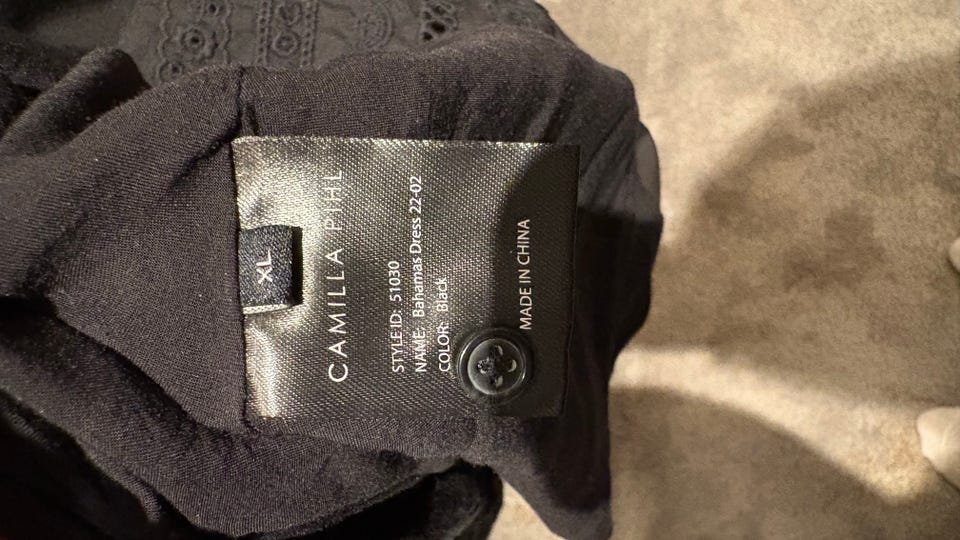 XL
CAMILLA PIHL
STYLE ID: 51030
NAME: Bahamas Dress 22-02
COLOR: Black
MADE IN CHINA